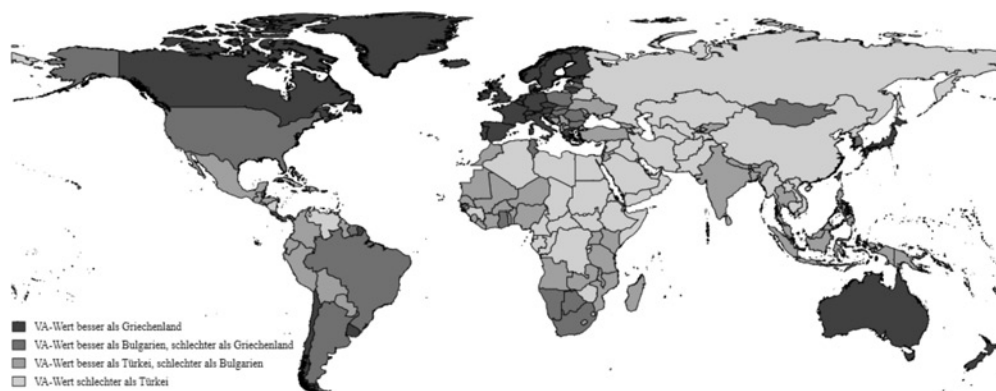 VA-Wert besser als Griechenland
VA-Wert besser als Bulgarien, schlechter als Griechenland
VA-Wert besser als Türkei, schlechter als Bulgarien
VA-Wert schlechter als Türkei